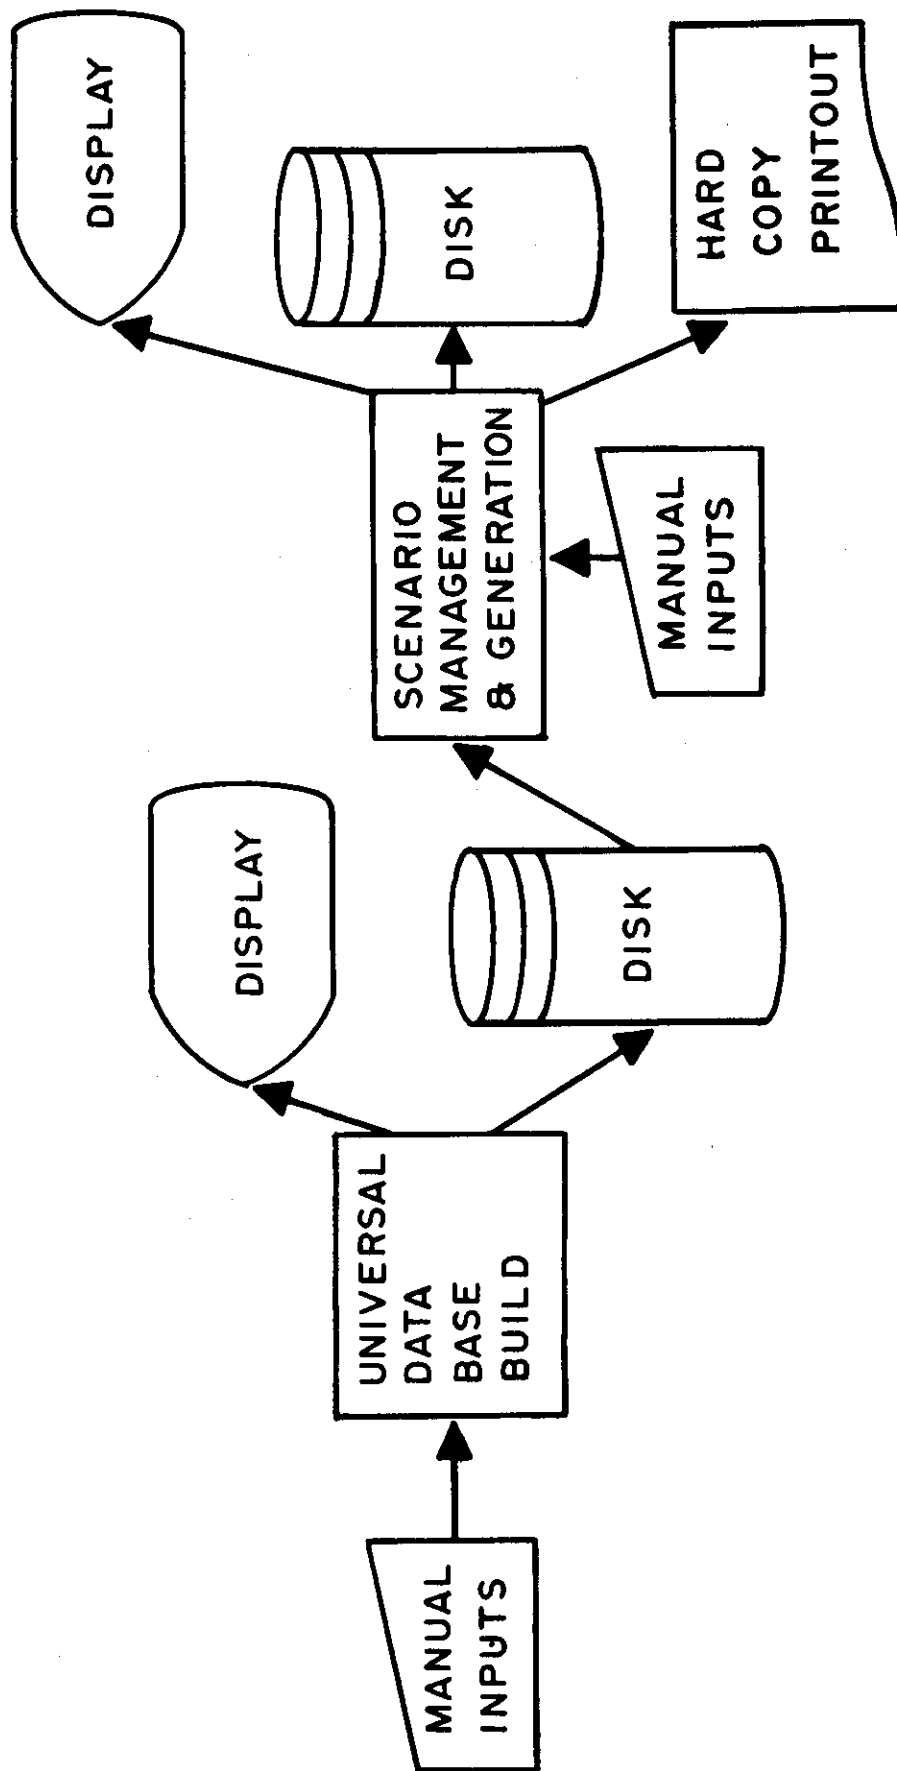 MANUAL
INPUTS
UNIVERSAL
DATA
BASE
BUILD
DISPLAY
DISK
SCENARIO
MANAGEMENT
& GENERATION
MANUAL
INPUTS
DISPLAY
DISK
HARD
COPY
PRINTOUT